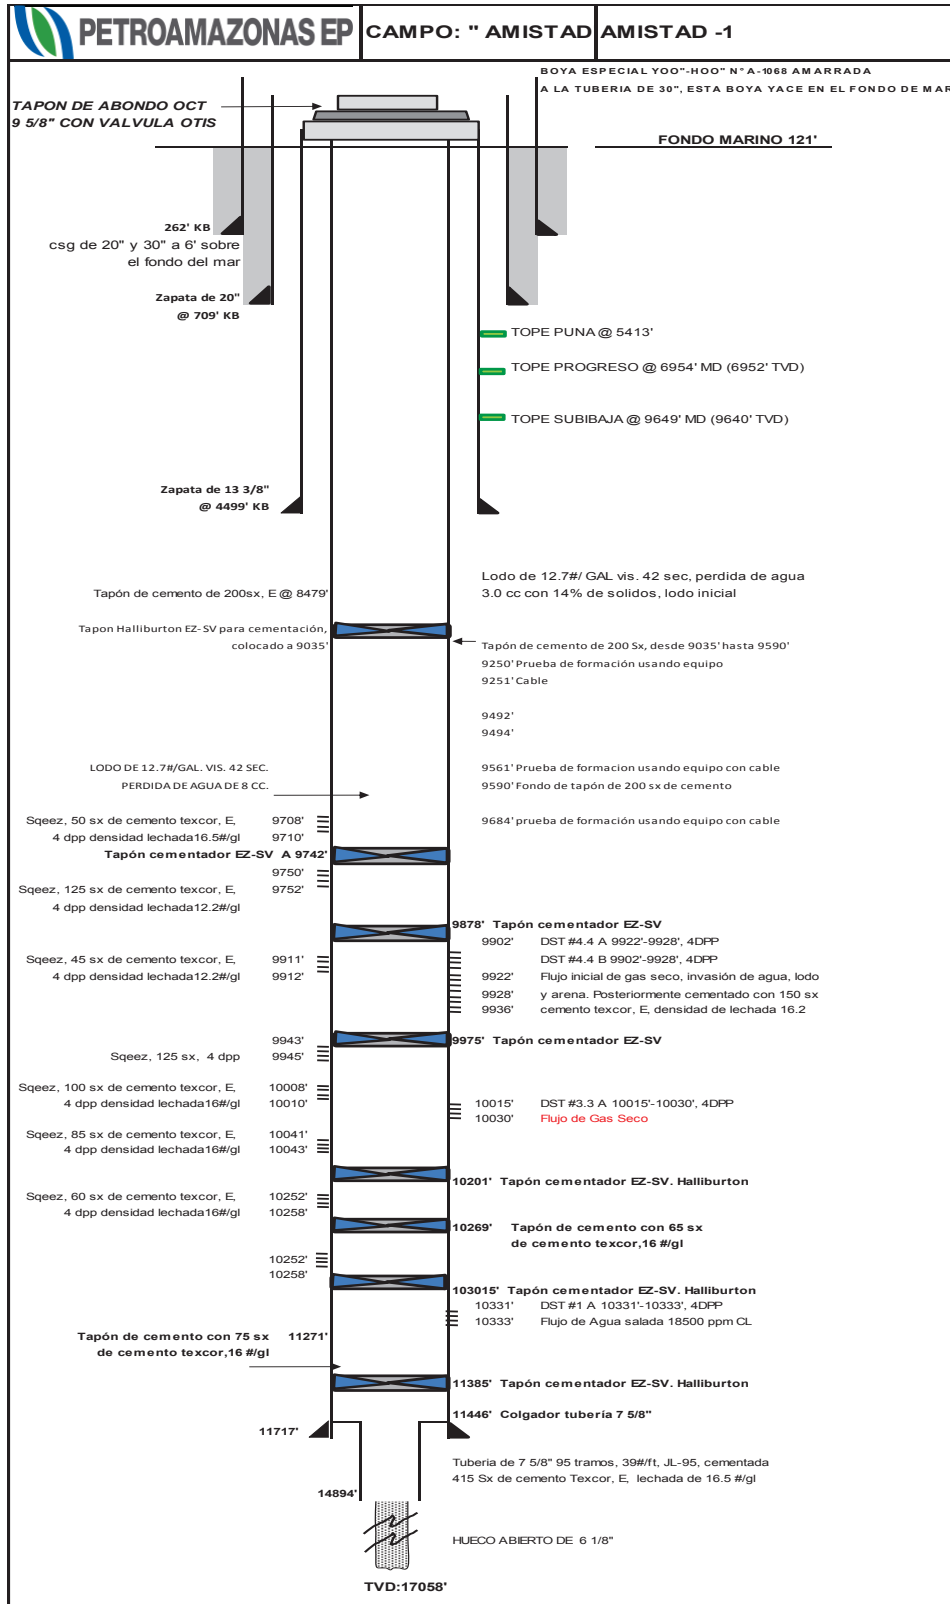 PETROAMAZONAS EP
CAMPO: " AMISTAD
AMISTAD -1
BOYA ESPECIAL YOO"-HOO" N° A-1068 AMARRADA
A LA TUBERIA DE 30", ESTA BOYA YACE EN EL FONDO DE MAR
TAPON DE ABONDO OCT
9 5/8" CON VALVULA OTIS
FONDO MARINO 121'
262' KB
csg de 20" y 30" a 6' sobre
el fondo del mar
Zapata de 20"
@ 709' KB
TOPE PUNA @ 5413'
TOPE PROGRESO @ 6954' MD (6952' TVD)
TOPE SUBIBAJA @ 9649' MD (9640' TVD)
Zapata de 13 3/8"
@ 4499' KB
Lodo de 12.7#/ GAL vis. 42 sec, perdida de agua
3.0 cc con 14% de solidos, lodo inicial
Tapón de cemento de 200sx, E @ 8479'
Tapon Halliburton EZ-SV para cementación,
colocado a 9035'
Tapón de cemento de 200 Sx, desde 9035' hasta 9590'
9250' Prueba de formación usando equipo
9251' Cable
9492'
9494'
LODO DE 12.7#/GAL. VIS. 42 SEC.
PERDIDA DE AGUA DE 8 CC.
9561' Prueba de formacion usando equipo con cable
9590' Fondo de tapón de 200 sx de cemento
9684' prueba de formación usando equipo con cable
Sqeez, 50 sx de cemento texcor, E, 9708'
4 dpp densidad lechada16.5#/gl 9710'
Tapón cementador EZ-SV A 9742'
9750'
Sqeez, 125 sx de cemento texcor, E, 9752'
4 dpp densidad lechada12.2#/gl
9878' Tapón cementador EZ-SV
9902' DST #4.4 A 9922'-9928', 4DPP
DST #4.4 B 9902'-9928', 4DPP
9922' Flujo inicial de gas seco, invasión de agua, lodo
9928' y arena. Posteriormente cementado con 150 sx
9936' cemento texcor, E, densidad de lechada 16.2
Sqeez, 45 sx de cemento texcor, E, 9911'
4 dpp densidad lechada12.2#/gl 9912'
9943'
Sqeez, 125 sx, 4 dpp 9945'
9975' Tapón cementador EZ-SV
Sqeez, 100 sx de cemento texcor, E, 10008'
4 dpp densidad lechada16#/gl 10010'
10015' DST #3.3 A 10015'-10030', 4DPP
10030' Flujo de Gas Seco
Sqeez, 85 sx de cemento texcor, E, 10041'
4 dpp densidad lechada16#/gl 10043'
10201' Tapón cementador EZ-SV. Halliburton
Sqeez, 60 sx de cemento texcor, E, 10252'
4 dpp densidad lechada16#/gl 10258'
10269' Tapón de cemento con 65 sx
de cemento texcor,16 #/gl
10252'
10258'
103015' Tapón cementador EZ-SV. Halliburton
10331' DST #1 A 10331'-10333', 4DPP
10333' Flujo de Agua salada 18500 ppm CL
Tapón de cemento con 75 sx 11271'
de cemento texcor,16 #/gl
11385' Tapón cementador EZ-SV. Halliburton
11446' Colgador tubería 7 5/8"
11717'
Tuberia de 7 5/8" 95 tramos, 39#/ft, JL-95, cementada
415 Sx de cemento Texcor, E, lechada de 16.5 #/gl
14894'
HUECO ABIERTO DE 6 1/8"
TVD:17058'